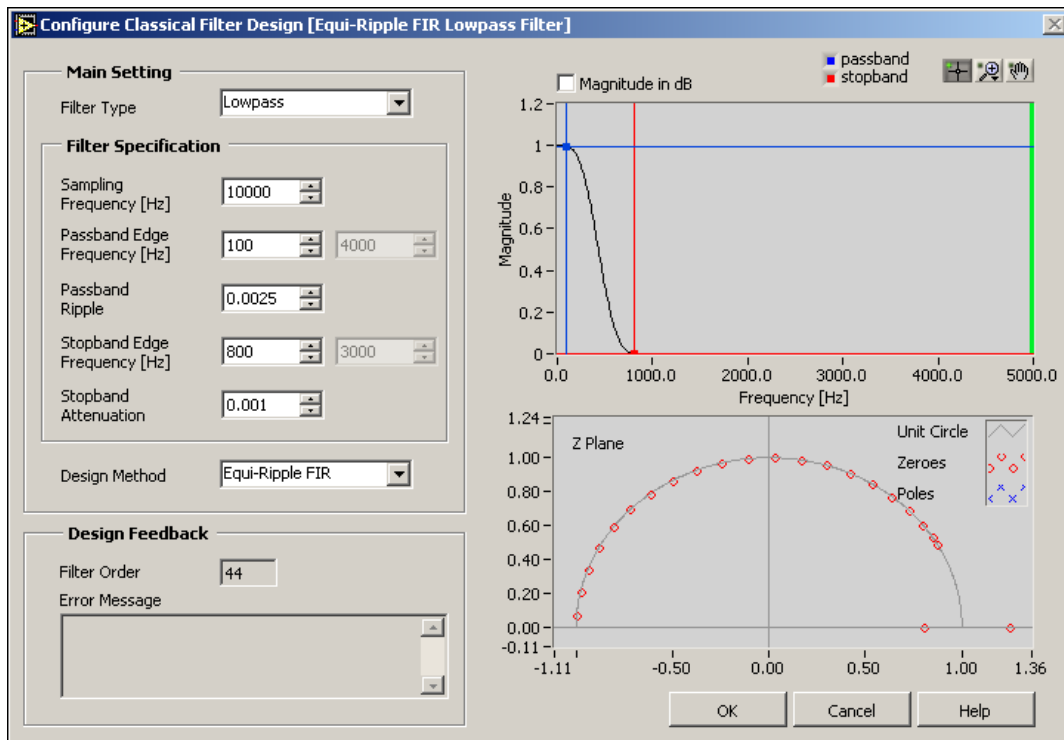 Configure Classical Filter Design [Equi-Ripple FIR Lowpass Filter]
Main Setting
Filter Type
Lowpass
Filter Specification
Sampling
Frequency [Hz]
10000
Passband Edge
Frequency [Hz]
100
4000
Passband
Ripple
0.0025
Stopband Edge
Frequency [Hz]
800
3000
Stopband
Attenuation
0.001
Design Method
Equi-Ripple FIR
Design Feedback
Filter Order
44
Error Message
Magnitude in dB
passband
stopband
Magnitude
1.2
1
0.8
0.6
0.4
0.2
0
0.0
1000.0
2000.0
3000.0
4000.0
5000.0
Frequency [Hz]
Z Plane
Unit Circle
Zeroes
Poles
1.24
1.00
0.80
0.60
0.40
0.20
0.00
-0.11
-1.11
-0.50
0.00
0.50
1.00
1.36
OK
Cancel
Help